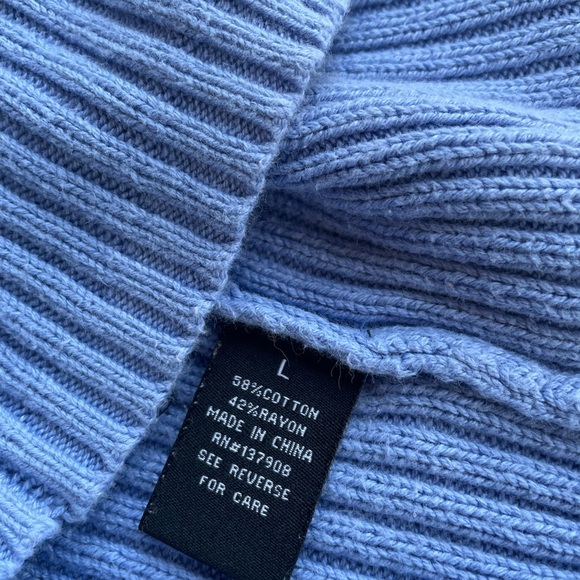 L
58%COTTON
42%RAYON
MADE IN CHINA
RN#137908
SEE REVERSE
FOR CARE